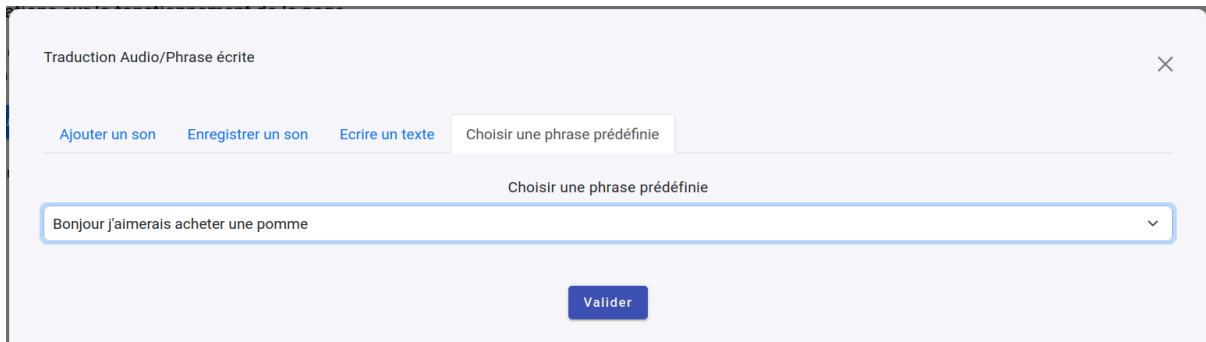 Traduction Audio/Phrase écrite
Ajouter un son Enregistrer un son Ecrire un texte Choisir une phrase prédéfinie
Choisir une phrase prédéfinie
Bonjour j'aimerais acheter une pomme
Valider